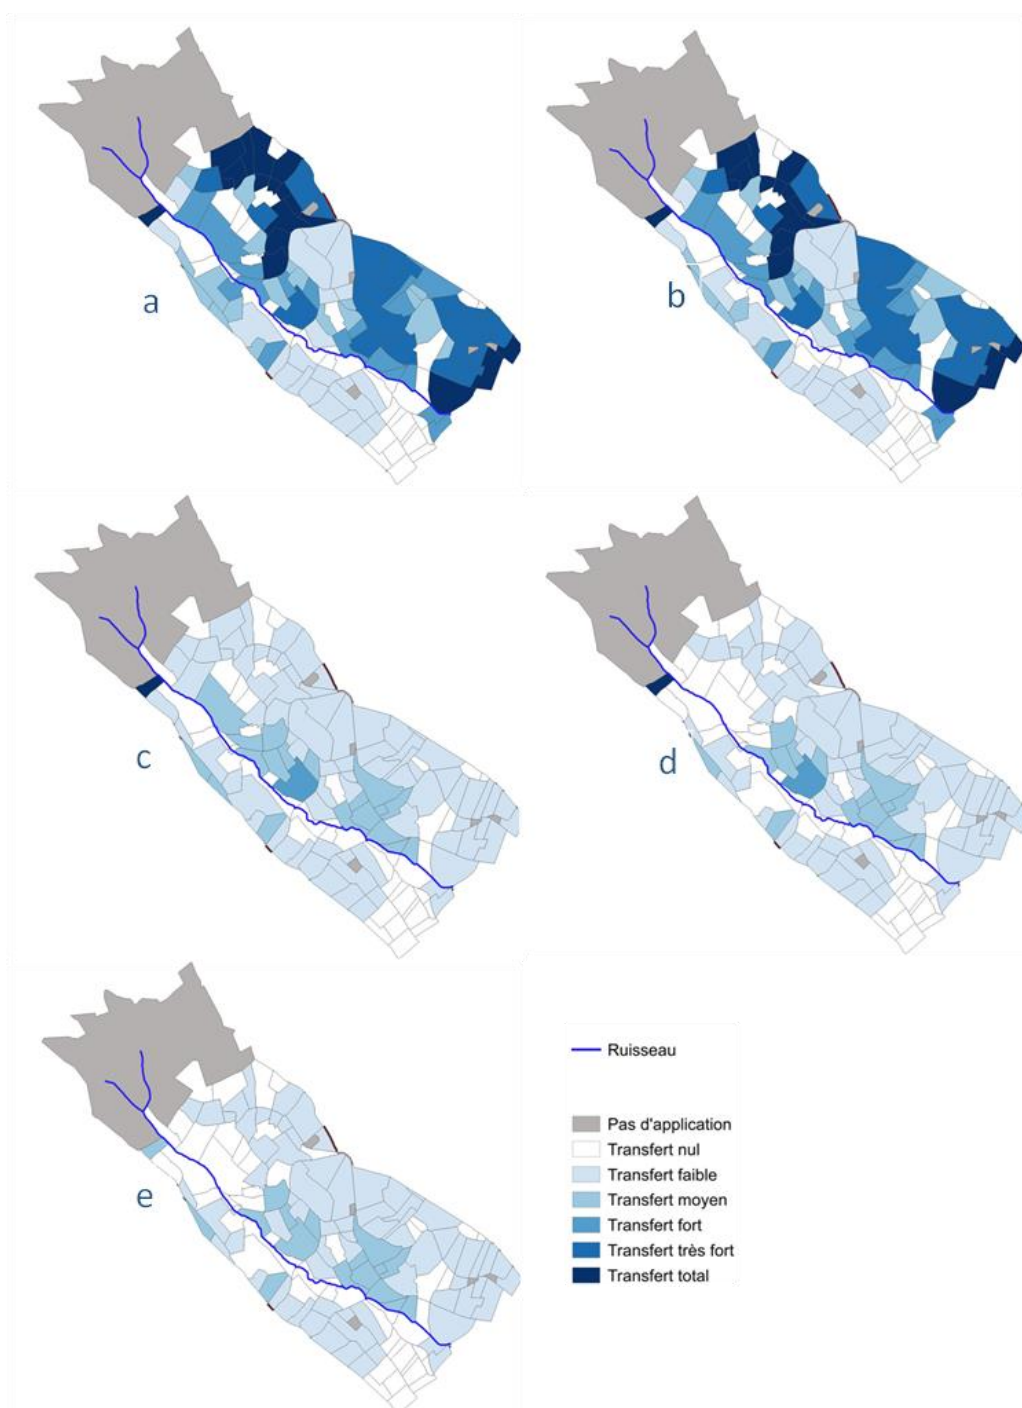 a
b
c
d
e
Ruisseau
Pas d'application
Transfert nul
Transfert faible
Transfert moyen
Transfert fort
Transfert très fort
Transfert total